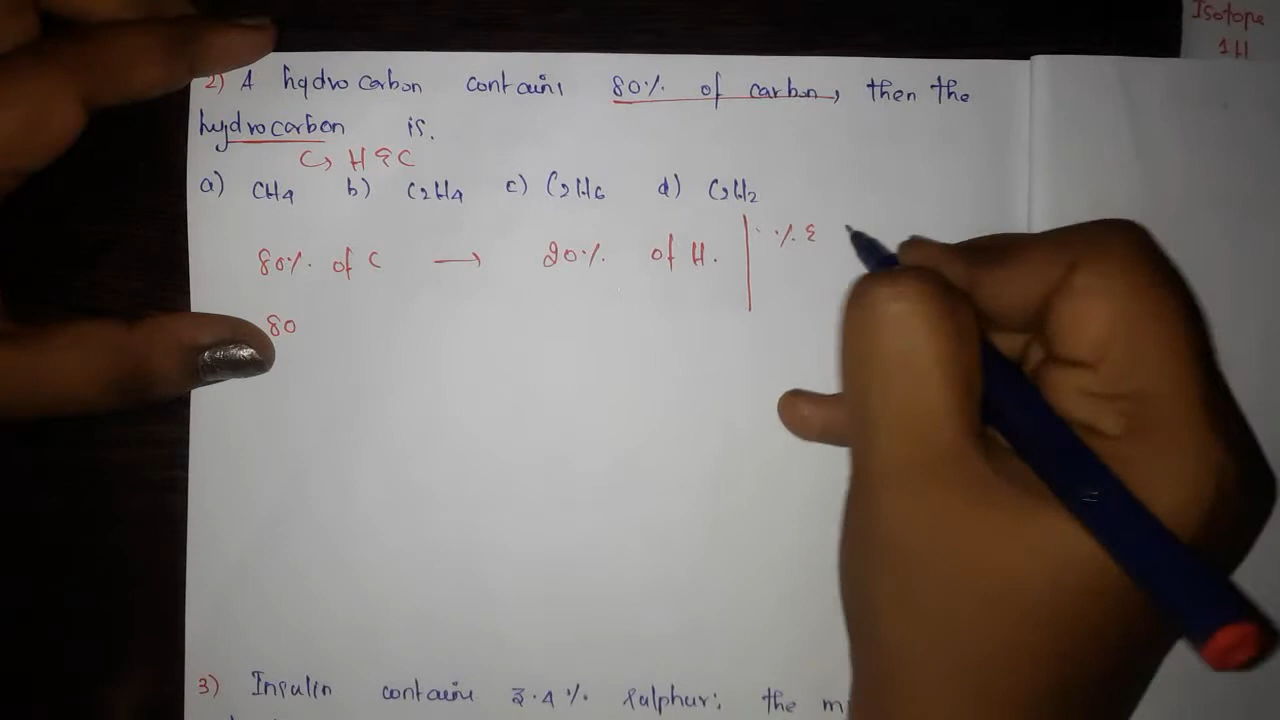 Isotope
1H
2) A hydrocarbon contains 80% of carbon, then the
hydrocarbon is.
↳ H & C
a) CH4 b) C2H4 c) C2H6 d) C2H2
80% of C → 20% of H. % E
80
3) Insulin contains 3.4% sulphur; the m